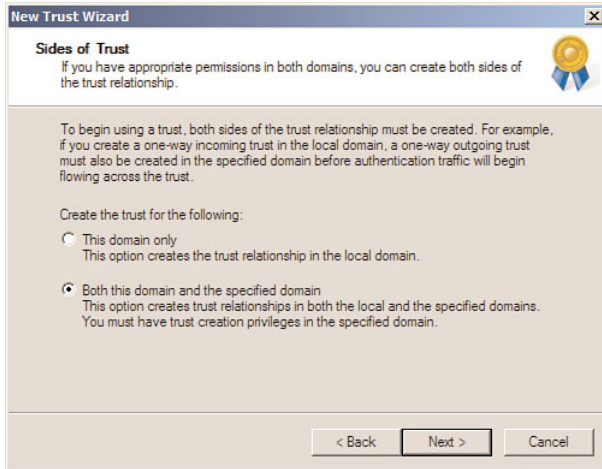 New Trust Wizard
Sides of Trust
If you have appropriate permissions in both domains, you can create both sides of
the trust relationship.
To begin using a trust, both sides of the trust relationship must be created. For example,
if you create a one-way incoming trust in the local domain, a one-way outgoing trust
must also be created in the specified domain before authentication traffic will begin
flowing across the trust.
Create the trust for the following:
This domain only
This option creates the trust relationship in the local domain.
Both this domain and the specified domain
This option creates trust relationships in both the local and the specified domains.
You must have trust creation privileges in the specified domain.
< Back Next > Cancel